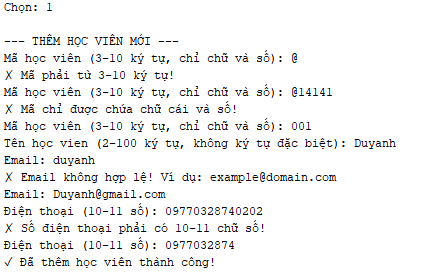 Chọn: 1
--- THÊM HỌC VIÊN MỚI ---
Mã học viên (3-10 ký tự, chỉ chữ và số): @
✗ Mã phải từ 3-10 ký tự!
Mã học viên (3-10 ký tự, chỉ chữ và số): @14141
✗ Mã chỉ được chứa chữ cái và số!
Mã học viên (3-10 ký tự, chỉ chữ và số): 001
Tên học vien (2-100 ký tự, không ký tự đặc biệt): Duyanh
Email: duyanh
✗ Email không hợp lệ! Ví dụ: example@domain.com
Email: Duyanh@gmail.com
Điện thoại (10-11 số): 09770328740202
✗ Số điện thoại phải có 10-11 chữ số!
Điện thoại (10-11 số): 0977032874
✓ Đã thêm học viên thành công!